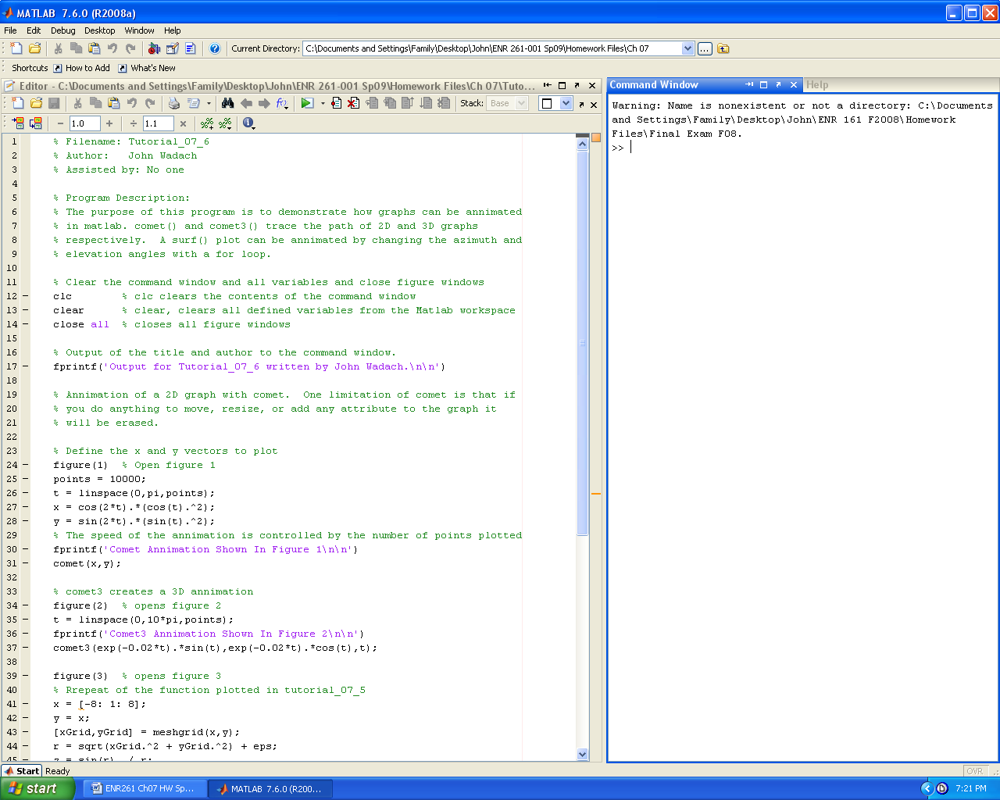 MATLAB 7.6.0 (R2008a)
File Edit Debug Desktop Window Help
Current Directory: C:\Documents and Settings\Family\Desktop\John\ENR 261-001 Sp09\Homework Files\Ch 07
Shortcuts How to Add What's New
Editor - C:\Documents and Settings\Family\Desktop\John\ENR 261-001 Sp09\Homework Files\Ch 07\Tuto...
Stack: Base
1.0 1.1
1 % Filename: Tutorial_07_6
2 % Author: John Wadach
3 % Assisted by: No one
4
5 % Program Description:
6 % The purpose of this program is to demonstrate how graphs can be annimated
7 % in matlab. comet() and comet3() trace the path of 2D and 3D graphs
8 % respectively. A surf() plot can be annimated by changing the azimuth and
9 % elevation angles with a for loop.
10
11 % Clear the command window and all variables and close figure windows
12 clc % clc clears the contents of the command window
13 clear % clear, clears all defined variables from the Matlab workspace
14 close all % closes all figure windows
15
16 % Output of the title and author to the command window.
17 fprintf('Output for Tutorial_07_6 written by John Wadach.\n\n')
18
19 % Annimation of a 2D graph with comet. One limitation of comet is that if
20 % you do anything to move, resize, or add any attribute to the graph it
21 % will be erased.
22
23 % Define the x and y vectors to plot
24 figure(1) % Open figure 1
25 points = 10000;
26 t = linspace(0,pi,points);
27 x = cos(2*t).*(cos(t).^2);
28 y = sin(2*t).*(sin(t).^2);
29 % The speed of the annimation is controlled by the number of points plotted
30 fprintf('Comet Annimation Shown In Figure 1\n\n')
31 comet(x,y);
32
33 % comet3 creates a 3D annimation
34 figure(2) % opens figure 2
35 t = linspace(0,10*pi,points);
36 fprintf('Comet3 Annimation Shown In Figure 2\n\n')
37 comet3(exp(-0.02*t).*sin(t),exp(-0.02*t).*cos(t),t);
38
39 figure(3) % opens figure 3
40 % Rrepeat of the function plotted in tutorial_07_5
41 x = [-8: 1: 8];
42 y = x;
43 [xGrid,yGrid] = meshgrid(x,y);
44 r = sqrt(xGrid.^2 + yGrid.^2) + eps;
45 z = sin(r) ./ r;
Command Window
Help
Warning: Name is nonexistent or not a directory: C:\Documents
and Settings\Family\Desktop\John\ENR 161 F2008\Homework
Files\Final Exam F08.
>>
Start Ready
OVR
start
ENR261 Ch07 HW Sp...
MATLAB 7.6.0 (R200...
7:21 PM